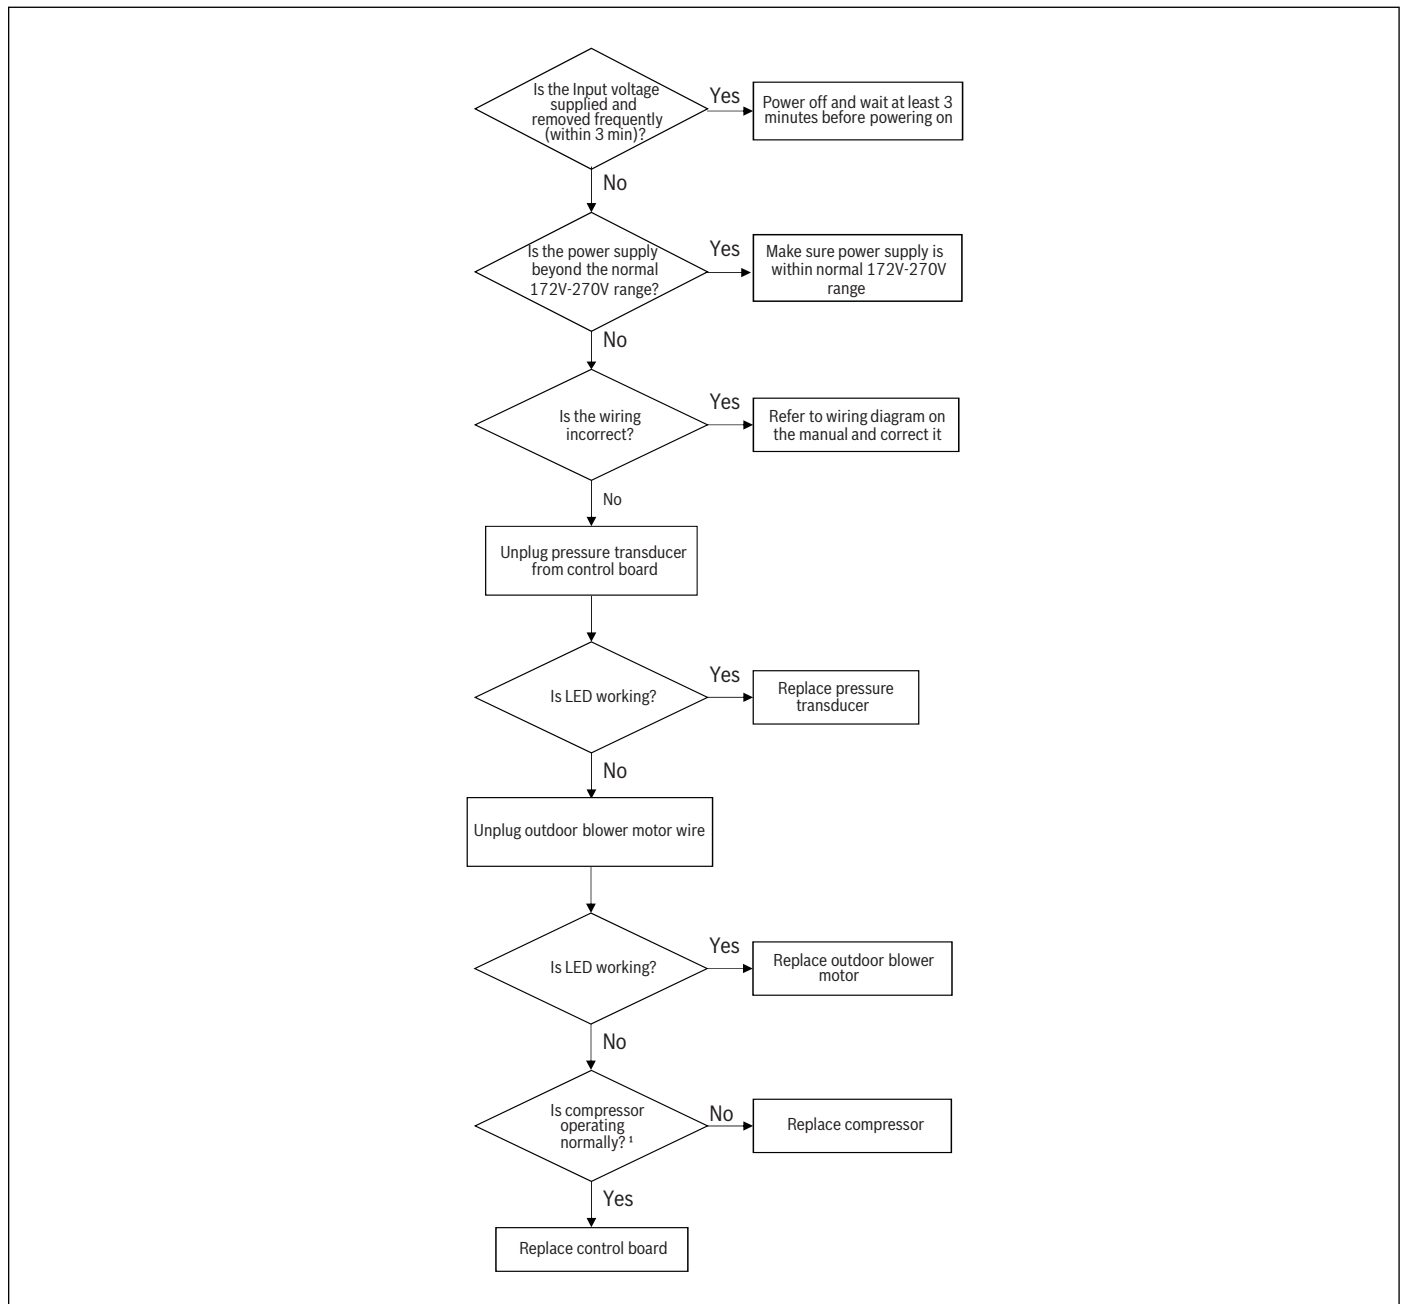 Is the Input voltage
supplied and
removed frequently
(within 3 min)?
Yes
Power off and wait at least 3
minutes before powering on
No
Is the power supply
beyond the normal
172V-270V range?
Yes
Make sure power supply is
within normal 172V-270V
range
No
Is the wiring
incorrect?
Yes
Refer to wiring diagram on
the manual and correct it
No
Unplug pressure transducer
from control board
Is LED working?
Yes
Replace pressure
transducer
No
Unplug outdoor blower motor wire
Is LED working?
Yes
Replace outdoor blower
motor
No
Is compressor
operating
normally? ¹
No
Replace compressor
Yes
Replace control board